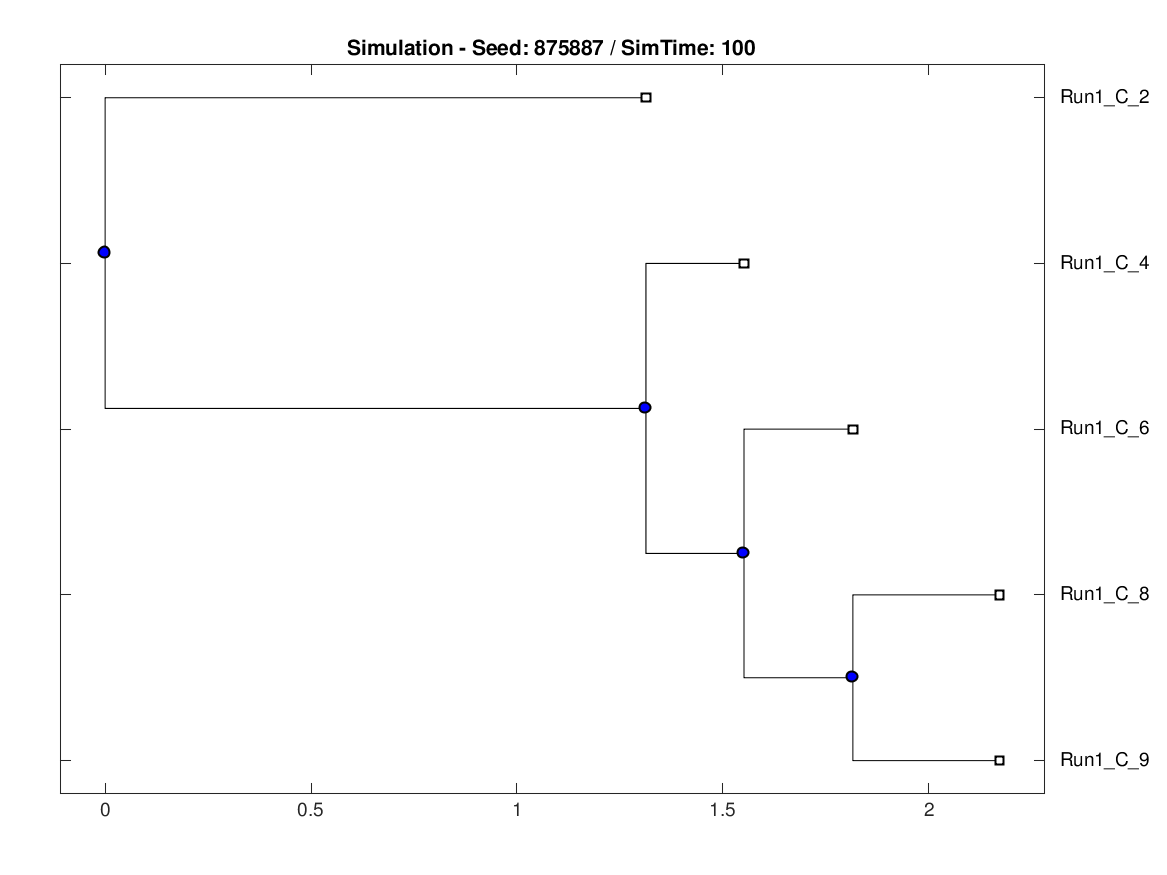 Simulation - Seed: 875887 / SimTime: 100
Run1_C_2
Run1_C_4
Run1_C_6
Run1_C_8
Run1_C_9
0 0.5 1 1.5 2